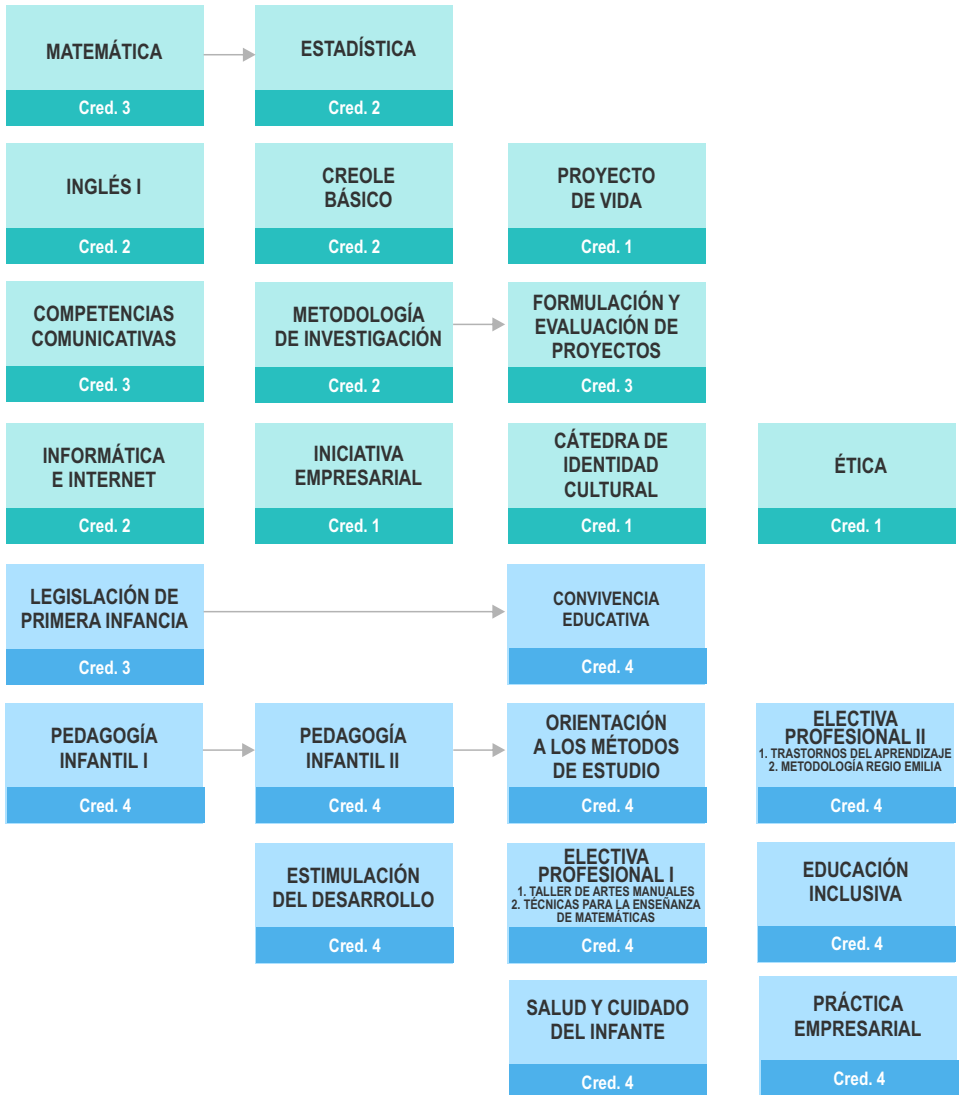 MATEMÁTICA
Cred. 3
ESTADÍSTICA
Cred. 2
INGLÉS I
Cred. 2
CREOLE
BÁSICO
Cred. 2
PROYECTO
DE VIDA
Cred. 1
COMPETENCIAS
COMUNICATIVAS
Cred. 3
METODOLOGÍA
DE INVESTIGACIÓN
Cred. 2
FORMULACIÓN Y
EVALUACIÓN DE
PROYECTOS
Cred. 3
INFORMÁTICA
E INTERNET
Cred. 2
INICIATIVA
EMPRESARIAL
Cred. 1
CÁTEDRA DE
IDENTIDAD
CULTURAL
Cred. 1
ÉTICA
Cred. 1
LEGISLACIÓN DE
PRIMERA INFANCIA
Cred. 3
CONVIVENCIA
EDUCATIVA
Cred. 4
PEDAGOGÍA
INFANTIL I
Cred. 4
PEDAGOGÍA
INFANTIL II
Cred. 4
ORIENTACIÓN
A LOS MÉTODOS
DE ESTUDIO
Cred. 4
ELECTIVA
PROFESIONAL II
1. TRASTORNOS DEL APRENDIZAJE
2. METODOLOGÍA REGIO EMILIA
Cred. 4
ESTIMULACIÓN
DEL DESARROLLO
Cred. 4
ELECTIVA
PROFESIONAL I
1. TALLER DE ARTES MANUALES
2. TÉCNICAS PARA LA ENSEÑANZA
DE MATEMÁTICAS
Cred. 4
EDUCACIÓN
INCLUSIVA
Cred. 4
SALUD Y CUIDADO
DEL INFANTE
Cred. 4
PRÁCTICA
EMPRESARIAL
Cred. 4